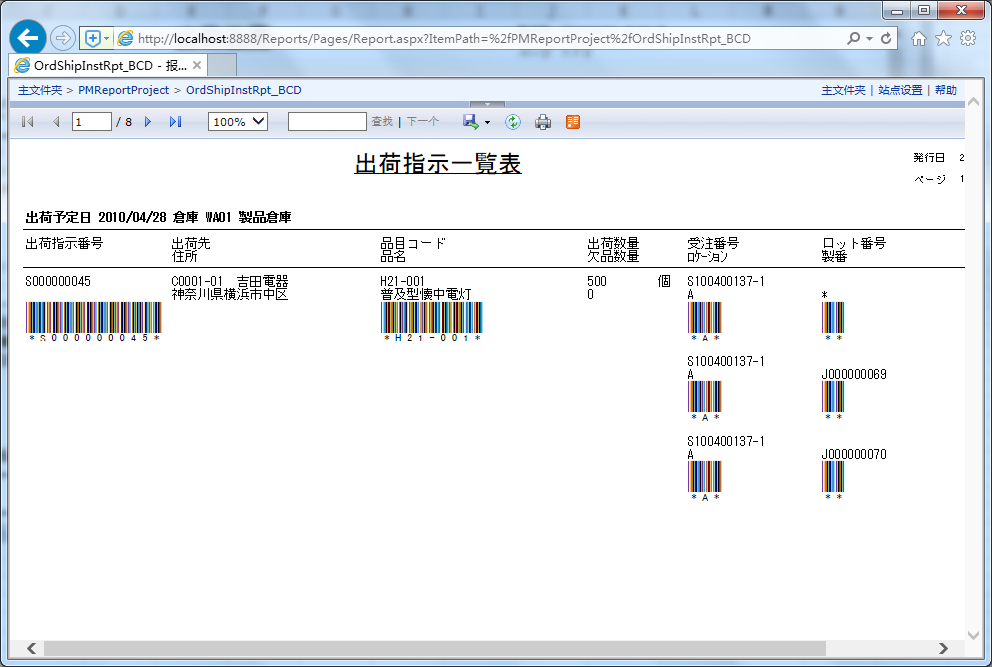 http://localhost:8888/Reports/Pages/Report.aspx?ItemPath=%2fPMReportProject%2fOrdShipInstRpt_BCD
OrdShipInstRpt_BCD - 报...
主文件夹 > PMReportProject > OrdShipInstRpt_BCD 主文件夹 | 站点设置 | 帮助
1 / 8 100% 查找 | 下一个
出荷指示一覧表
発行日 2
ページ 1
出荷予定日 2010/04/28 倉庫 WA01 製品倉庫
出荷指示番号 出荷先 品目コード 出荷数量 受注番号 ロット番号
住所 品名 欠品数量 ﾛｹｰｼｮﾝ 製番
S000000045 C0001-01 吉田電器 H21-001 500 個 S100400137-1
神奈川県横浜市中区 普及型懐中電灯 0 A *
*S000000045* *H21-001* *A* **
S100400137-1
A J000000069
*A* **
S100400137-1
A J000000070
*A* **